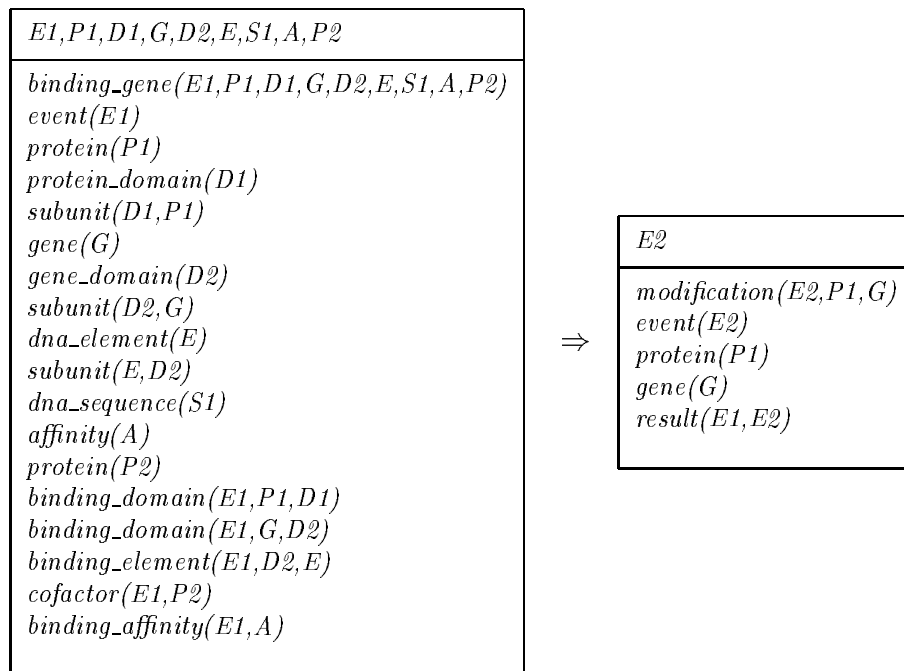 E1,P1,D1,G,D2,E,S1,A,P2
binding_gene(E1,P1,D1,G,D2,E,S1,A,P2)
event(E1)
protein(P1)
protein_domain(D1)
subunit(D1,P1)
gene(G)
gene_domain(D2)
subunit(D2,G)
dna_element(E)
subunit(E,D2)
dna_sequence(S1)
affinity(A)
protein(P2)
binding_domain(E1,P1,D1)
binding_domain(E1,G,D2)
binding_element(E1,D2,E)
cofactor(E1,P2)
binding_affinity(E1,A)
⇒
E2
modification(E2,P1,G)
event(E2)
protein(P1)
gene(G)
result(E1,E2)